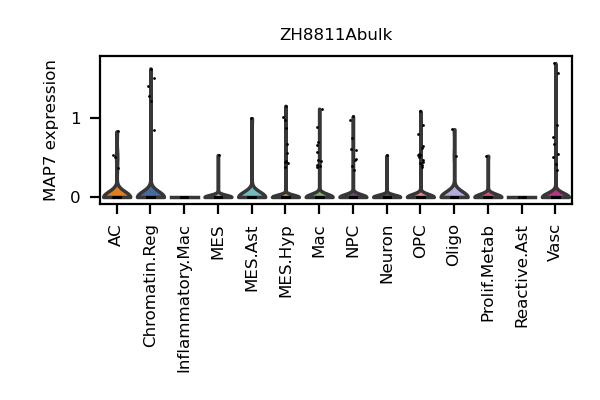 ZH8811Abulk
MAP7 expression
1
0
AC
Chromatin.Reg
Inflammatory.Mac
MES
MES.Ast
MES.Hyp
Mac
NPC
Neuron
OPC
Oligo
Prolif.Metab
Reactive.Ast
Vasc